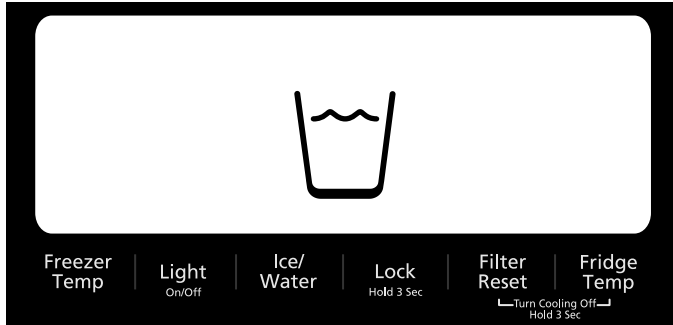 Freezer
Temp
Light
On/Off
Ice/
Water
Lock
Hold 3 Sec
Filter
Reset
Fridge
Temp
Turn Cooling Off
Hold 3 Sec